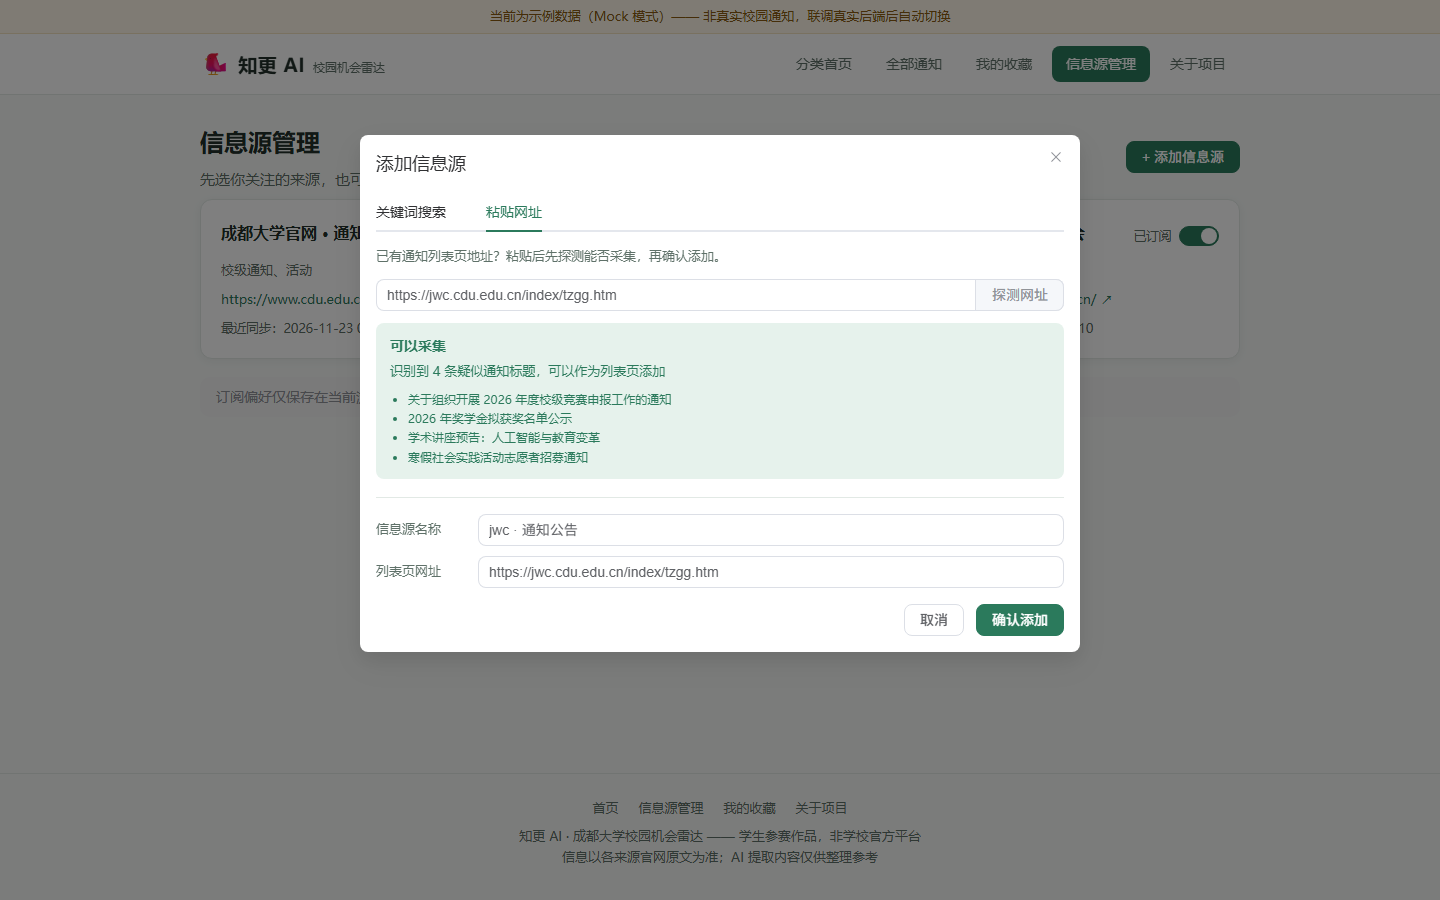 当前为示例数据（Mock 模式）—— 非真实校园通知，联调真实后端后自动切换
知更 AI 校园机会雷达
分类首页 全部通知 我的收藏 信息源管理 关于项目
信息源管理
+ 添加信息源
先选你关注的来源，也可
添加信息源
关键词搜索 粘贴网址
已有通知列表页地址？粘贴后先探测能否采集，再确认添加。
https://jwc.cdu.edu.cn/index/tzgg.htm 探测网址
可以采集
识别到 4 条疑似通知标题，可以作为列表页添加
• 关于组织开展 2026 年度校级竞赛申报工作的通知
• 2026 年奖学金拟获奖名单公示
• 学术讲座预告：人工智能与教育变革
• 寒假社会实践活动志愿者招募通知
信息源名称 jwc · 通知公告
列表页网址 https://jwc.cdu.edu.cn/index/tzgg.htm
取消 确认添加
成都大学官网 • 通知
已订阅
校级通知、活动
https://www.cdu.edu.c
cn/ ↗
最近同步：2026-11-23 0
10
订阅偏好仅保存在当前
首页 信息源管理 我的收藏 关于项目
知更 AI · 成都大学校园机会雷达 —— 学生参赛作品，非学校官方平台
信息以各来源官网原文为准；AI 提取内容仅供整理参考